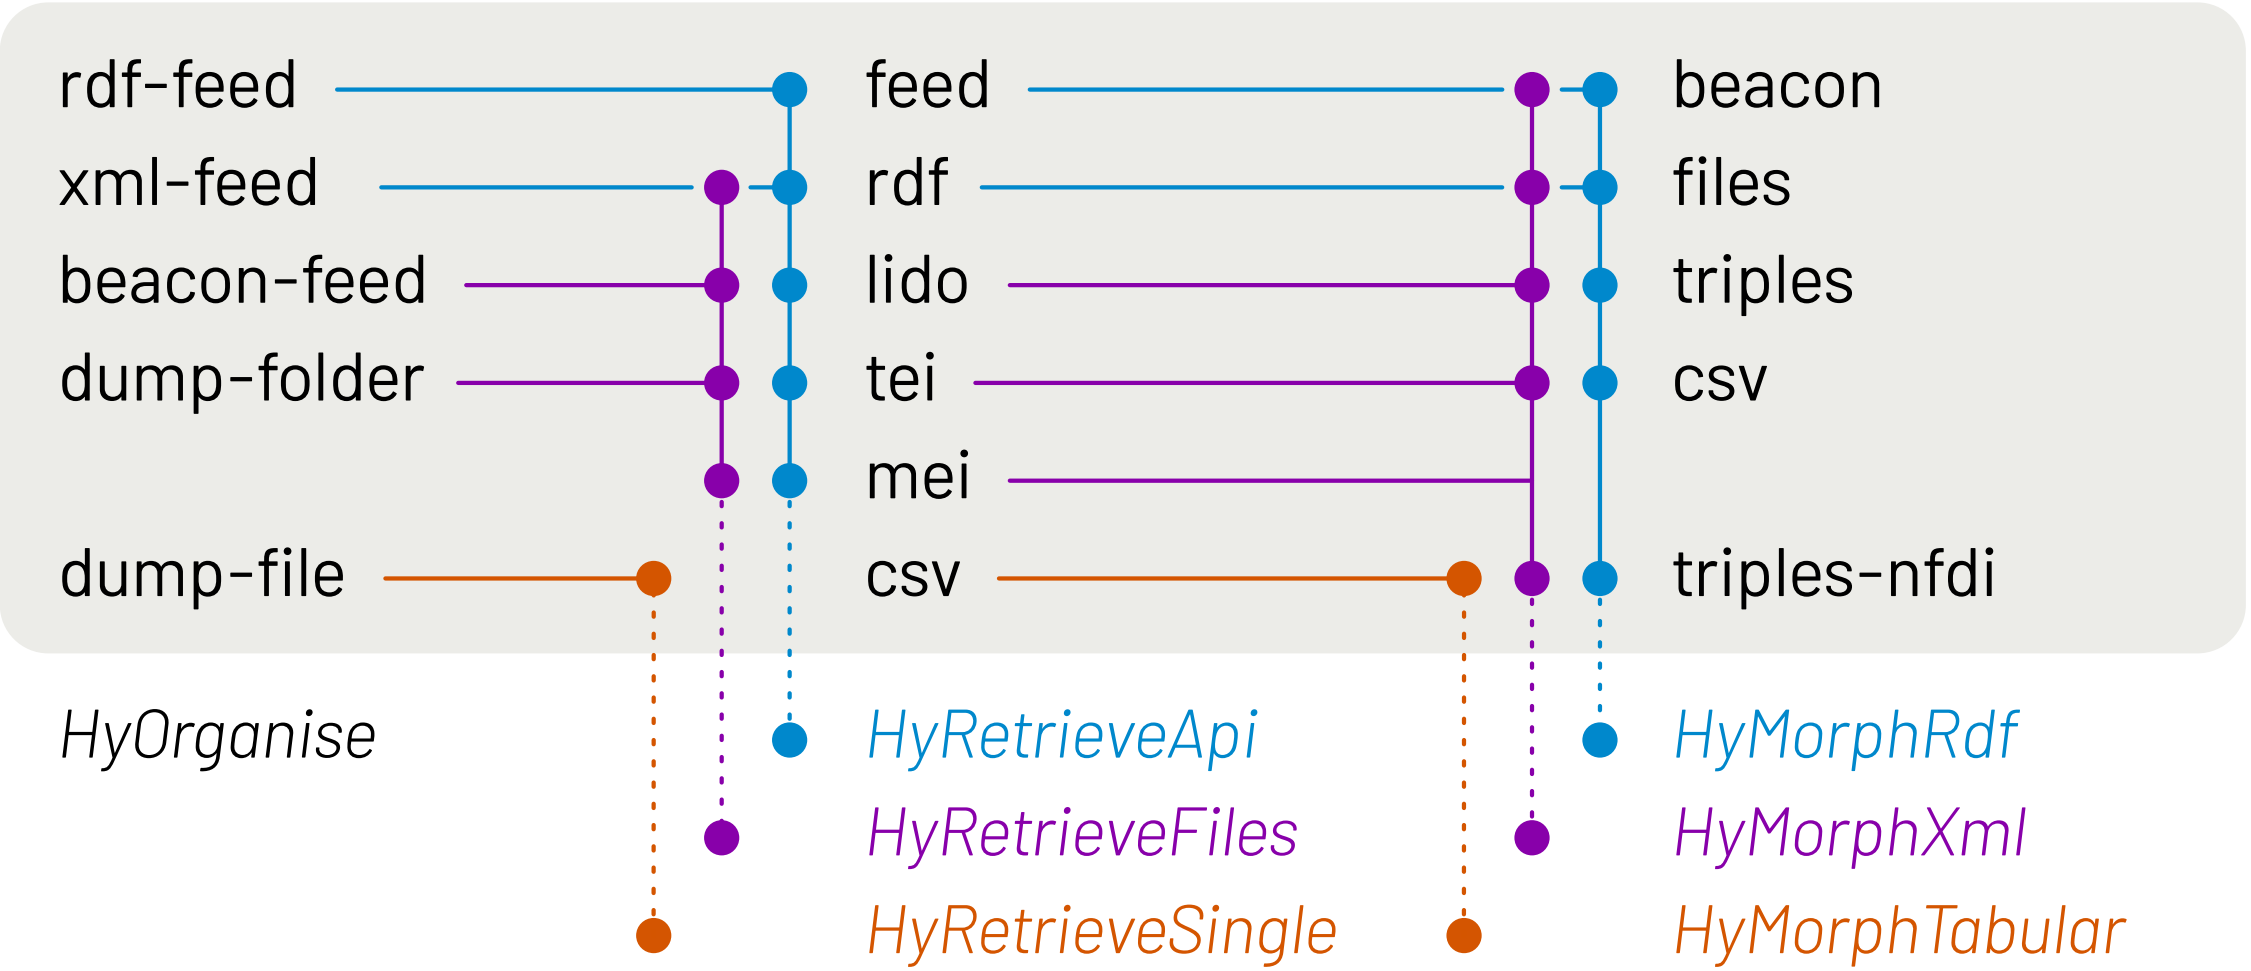 rdf-feed feed beacon
xml-feed rdf files
beacon-feed lido triples
dump-folder tei csv
mei
dump-file csv triples-nfdi
HyOrganise HyRetrieveApi HyMorphRdf
HyRetrieveFiles HyMorphXml
HyRetrieveSingle HyMorphTabular